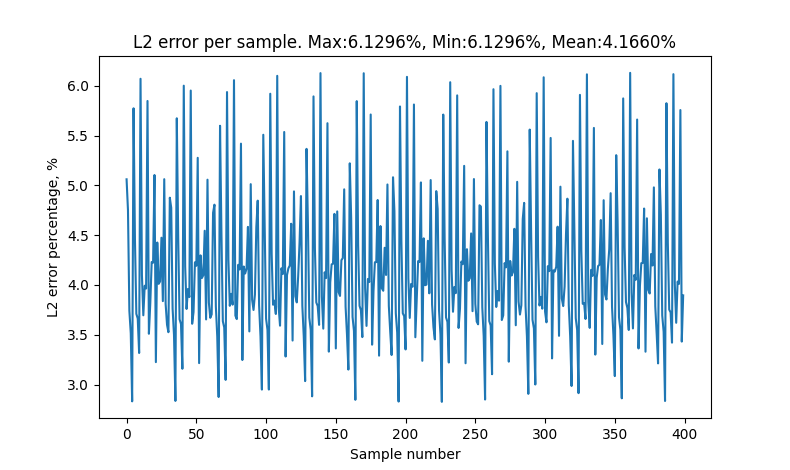 L2 error per sample. Max:6.1296%, Min:6.1296%, Mean:4.1660%
L2 error percentage, %
6.0
5.5
5.0
4.5
4.0
3.5
3.0
0 50 100 150 200 250 300 350 400
Sample number